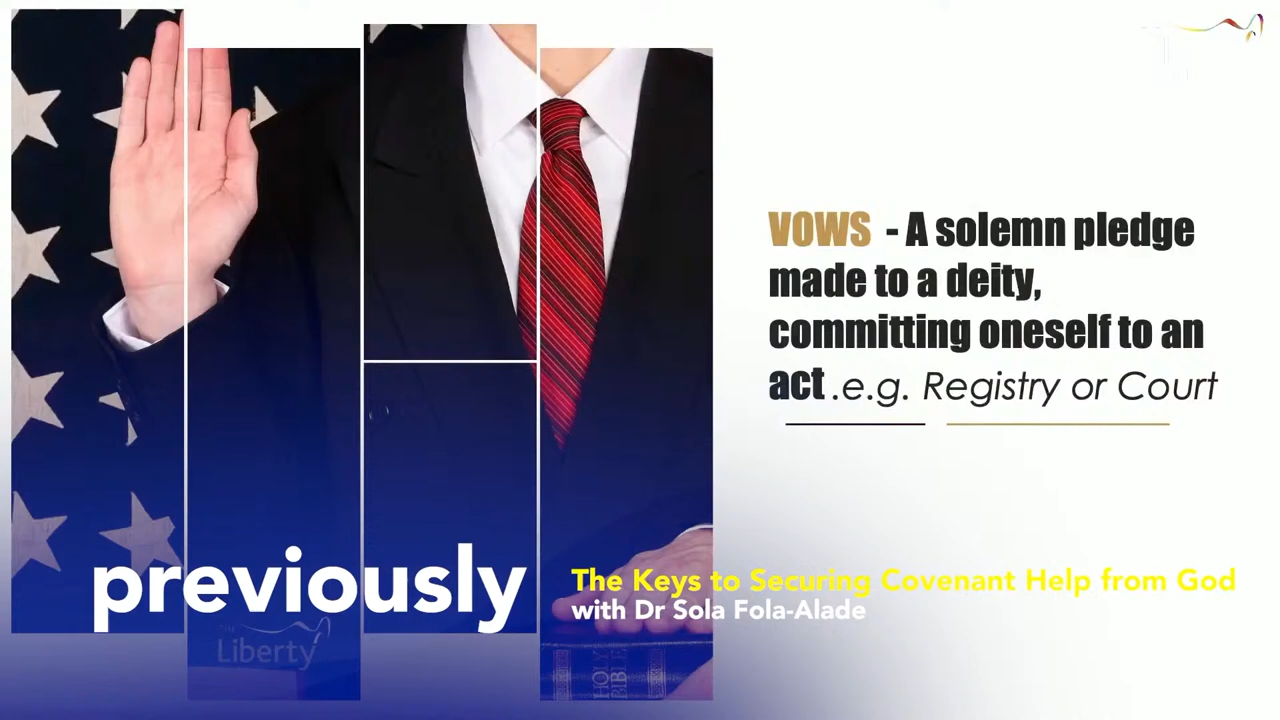 VOWS - A solemn pledge
made to a deity,
committing oneself to an
act .e.g. Registry or Court
previously
The Keys to Securing Covenant Help from God
with Dr Sola Fola-Alade
THE
Liberty
HOLY
BIBLE